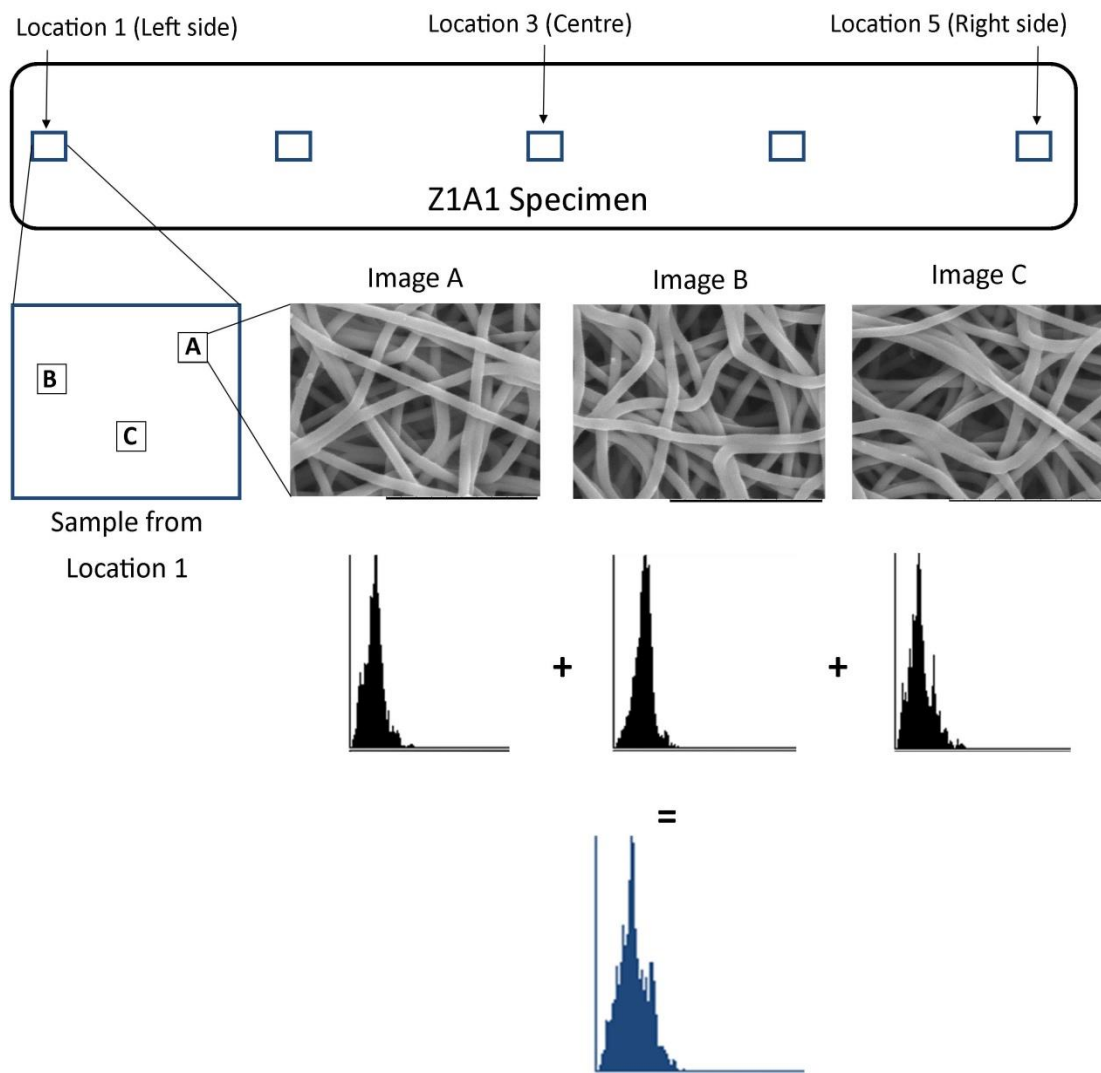 Location 1 (Left side)
Location 3 (Centre)
Location 5 (Right side)
Z1A1 Specimen
Image A
Image B
Image C
A
B
C
Sample from
Location 1
+
+
=